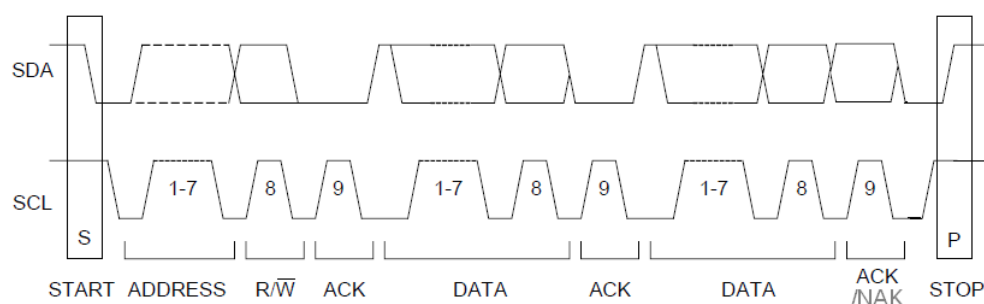 SDA
SCL
1-7 8 9 1-7 8 9 1-7 8 9
S P
START ADDRESS R/W̅ ACK DATA ACK DATA ACK /NAK STOP